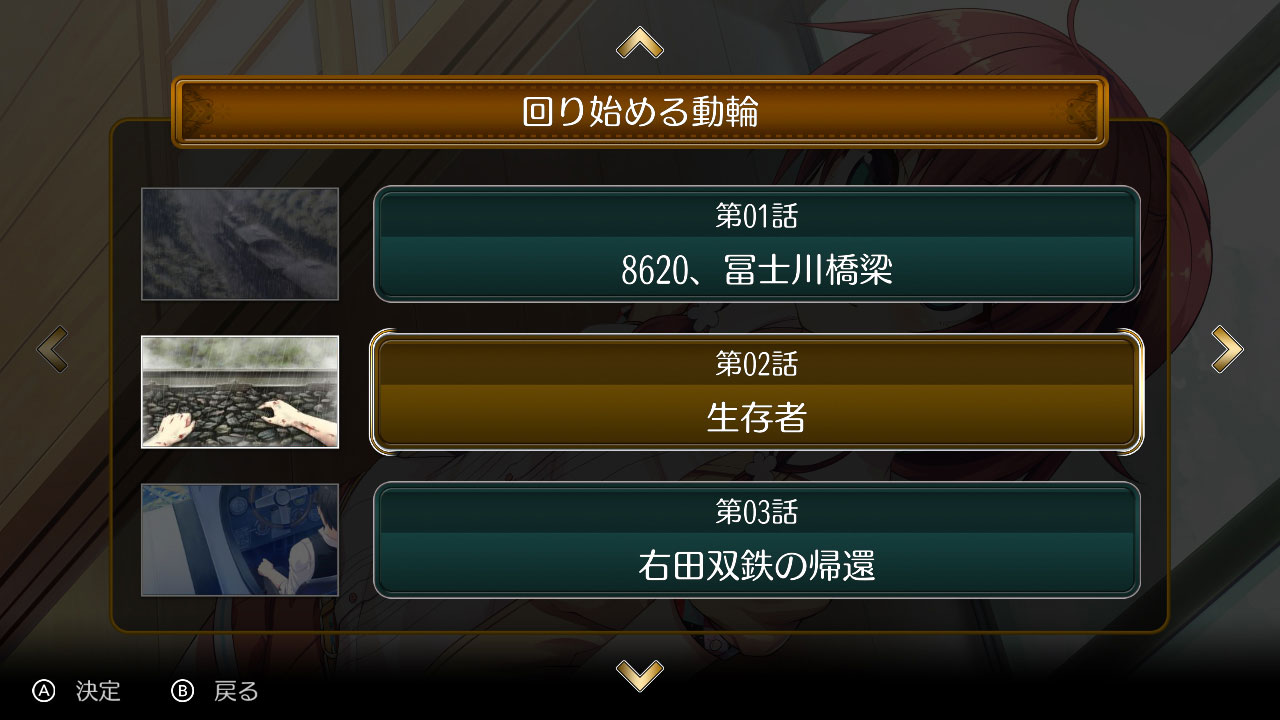 回り始める動輪
第01話
8620、冨士川橋梁
第02話
生存者
第03話
右田双鉄の帰還
A 決定 B 戻る